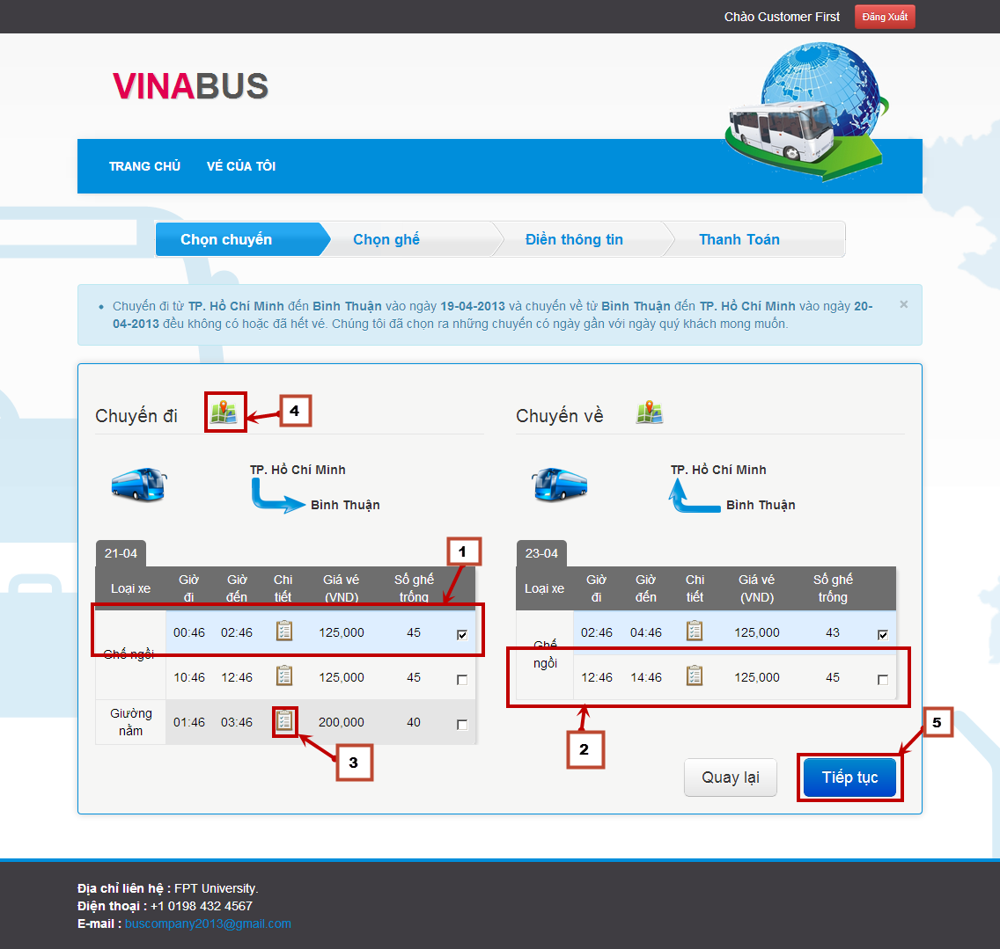 Chào Customer First
Đăng Xuất
VINABUS
TRANG CHỦ
VÉ CỦA TÔI
Chọn chuyến
Chọn ghế
Điền thông tin
Thanh Toán
Chuyến đi từ TP. Hồ Chí Minh đến Bình Thuận vào ngày 19-04-2013 và chuyến về từ Bình Thuận đến TP. Hồ Chí Minh vào ngày 20-
04-2013 đều không có hoặc đã hết vé. Chúng tôi đã chọn ra những chuyến có ngày gần với ngày quý khách mong muốn.
×
Chuyến đi
4
TP. Hồ Chí Minh
Bình Thuận
21-04
1
Loại xe
Giờ
đi
Giờ
đến
Chi
tiết
Giá vé
(VND)
Số ghế
trống
Ghế ngồi
00:46 02:46 125,000 45
10:46 12:46 125,000 45
Giường
nằm
01:46 03:46 200,000 40
3
Chuyến về
TP. Hồ Chí Minh
Bình Thuận
23-04
Loại xe
Giờ
đi
Giờ
đến
Chi
tiết
Giá vé
(VND)
Số ghế
trống
Ghế
ngồi
02:46 04:46 125,000 43
12:46 14:46 125,000 45
2
5
Quay lại
Tiếp tục
Địa chỉ liên hệ : FPT University.
Điện thoại : +1 0198 432 4567
E-mail : buscompany2013@gmail.com